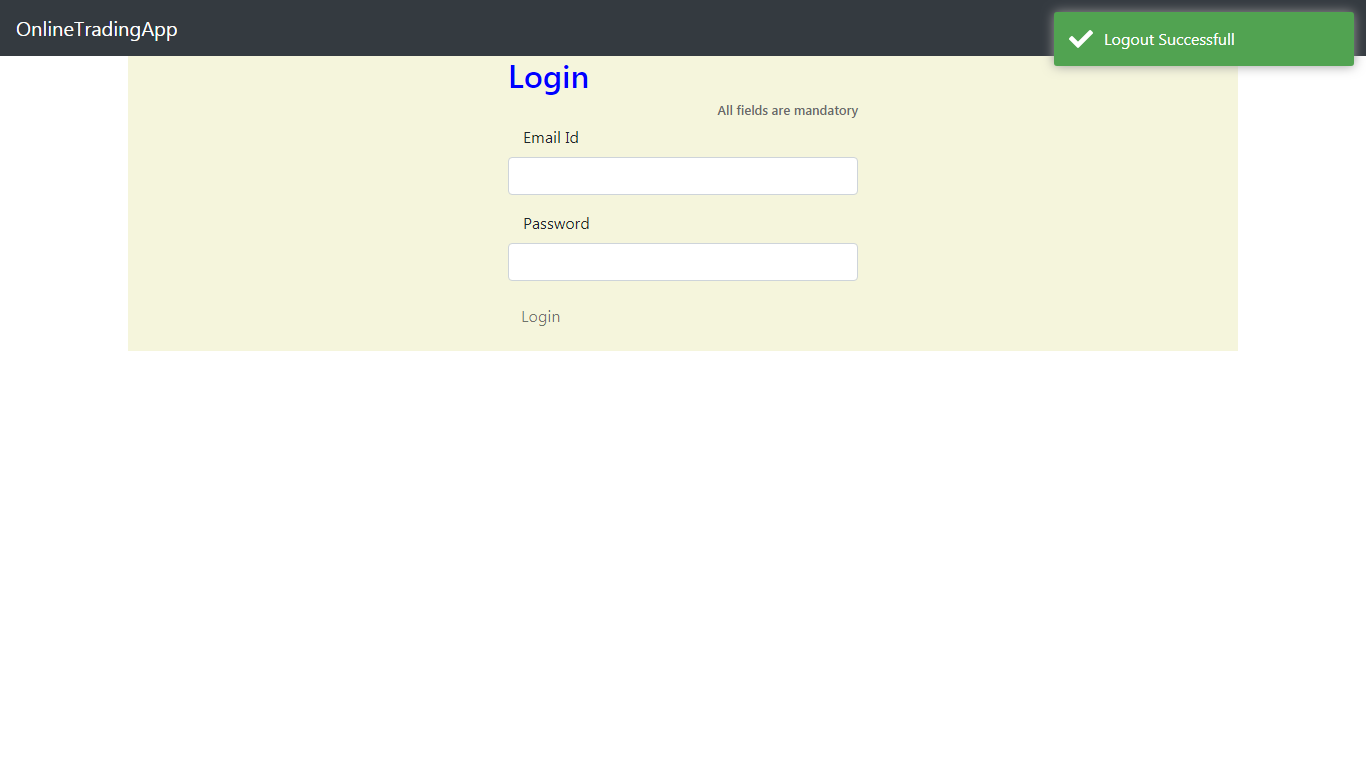 OnlineTradingApp
Logout Successfull
Login
All fields are mandatory
Email Id
Password
Login